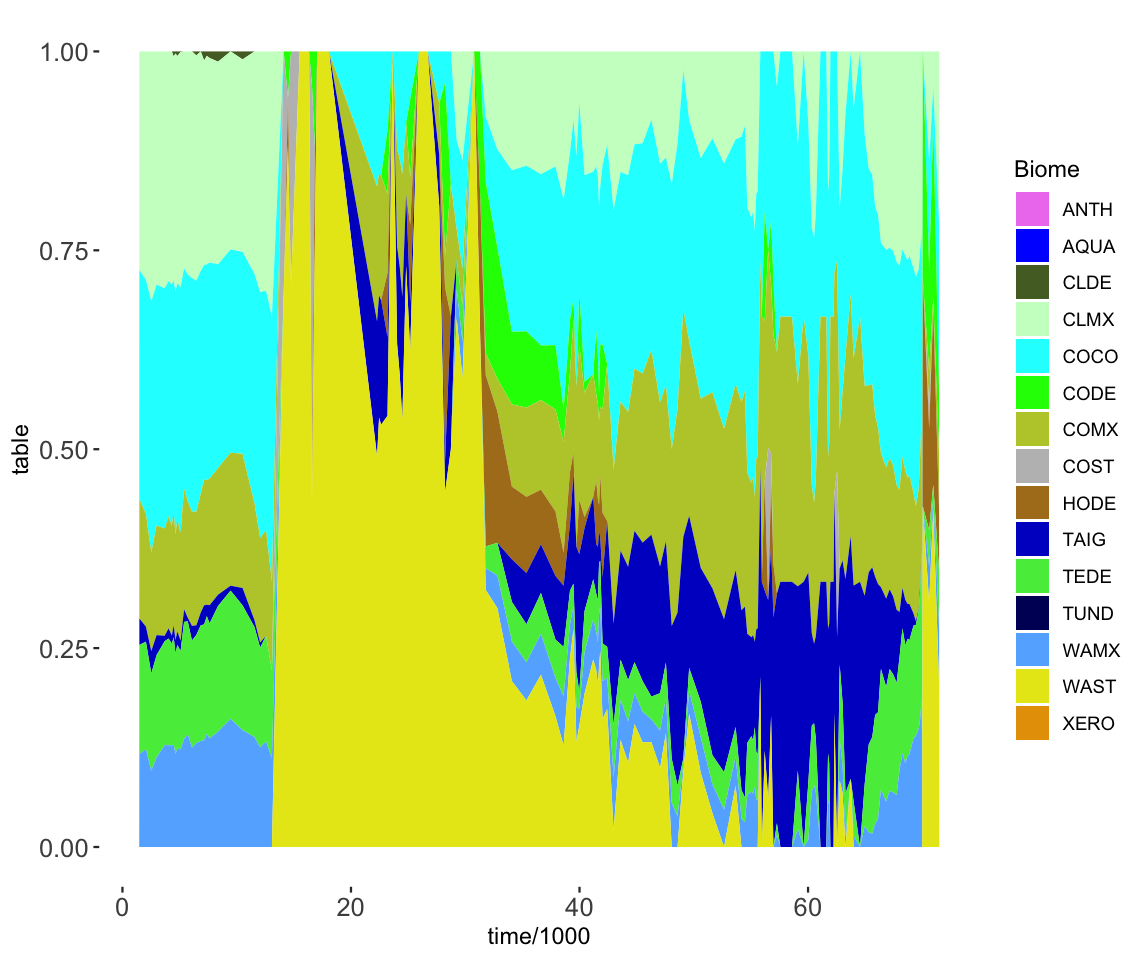 1.00
0.75
0.50
0.25
0.00
table
0
20
40
60
time/1000
Biome
ANTH
AQUA
CLDE
CLMX
COCO
CODE
COMX
COST
HODE
TAIG
TEDE
TUND
WAMX
WAST
XERO